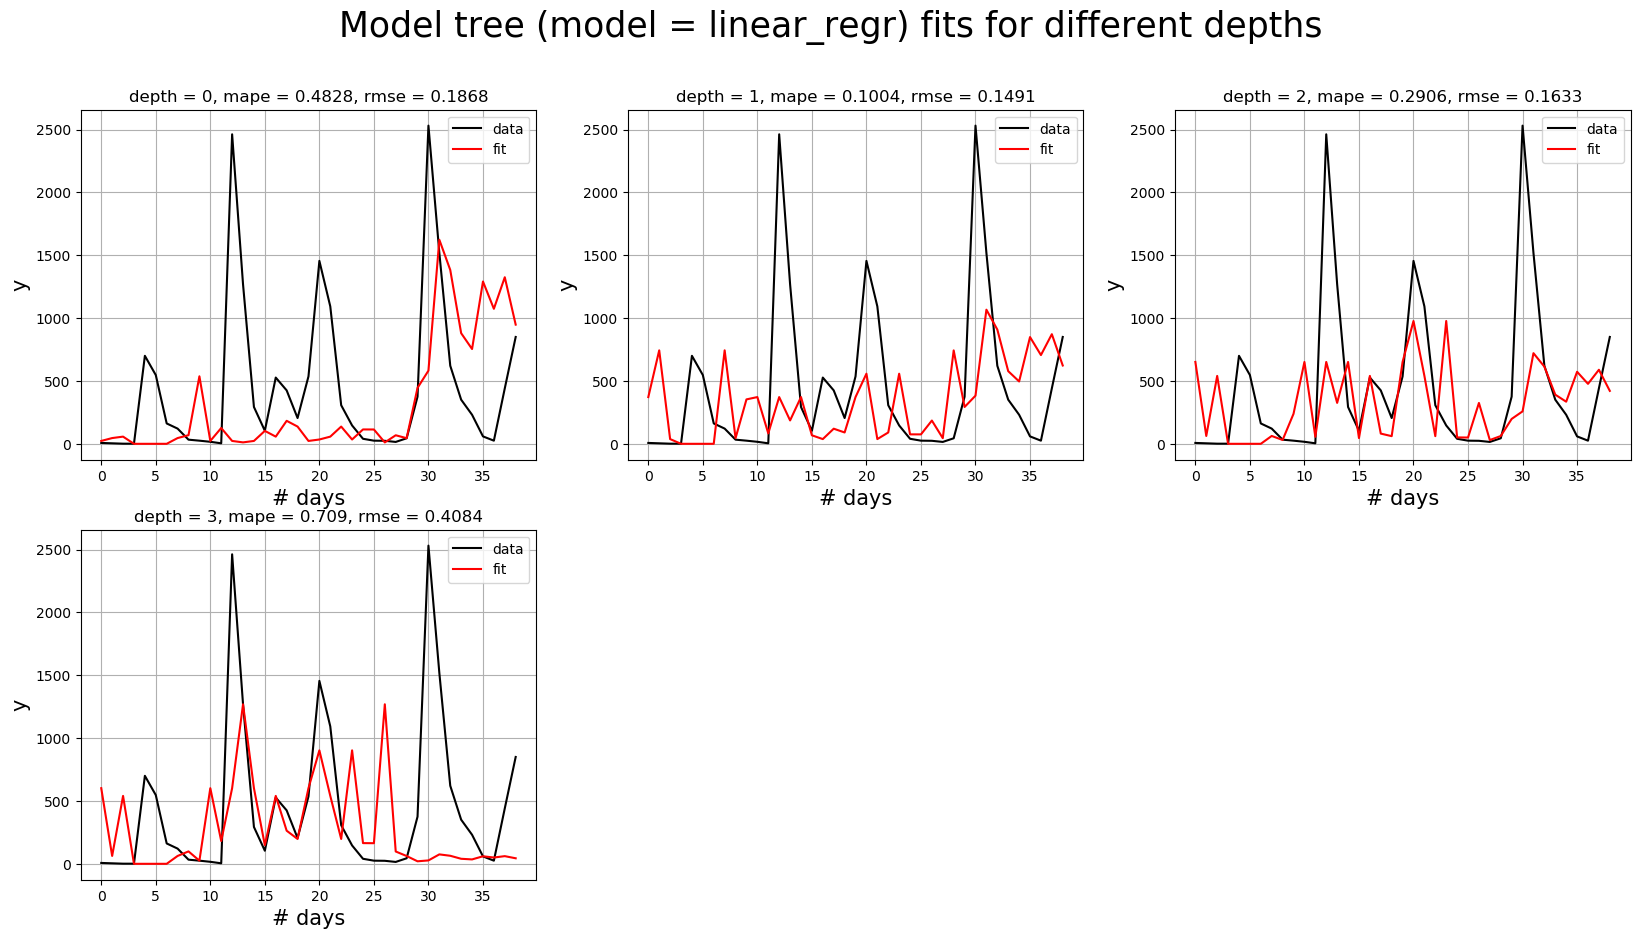 Model tree (model = linear_regr) fits for different depths
depth = 0, mape = 0.4828, rmse = 0.1868
2500
2000
1500
1000
500
0
y
data
fit
0 5 10 15 20 25 30 35
# days
depth = 1, mape = 0.1004, rmse = 0.1491
2500
2000
1500
1000
500
0
y
data
fit
0 5 10 15 20 25 30 35
# days
depth = 2, mape = 0.2906, rmse = 0.1633
2500
2000
1500
1000
500
0
y
data
fit
0 5 10 15 20 25 30 35
# days
depth = 3, mape = 0.709, rmse = 0.4084
2500
2000
1500
1000
500
0
y
data
fit
0 5 10 15 20 25 30 35
# days